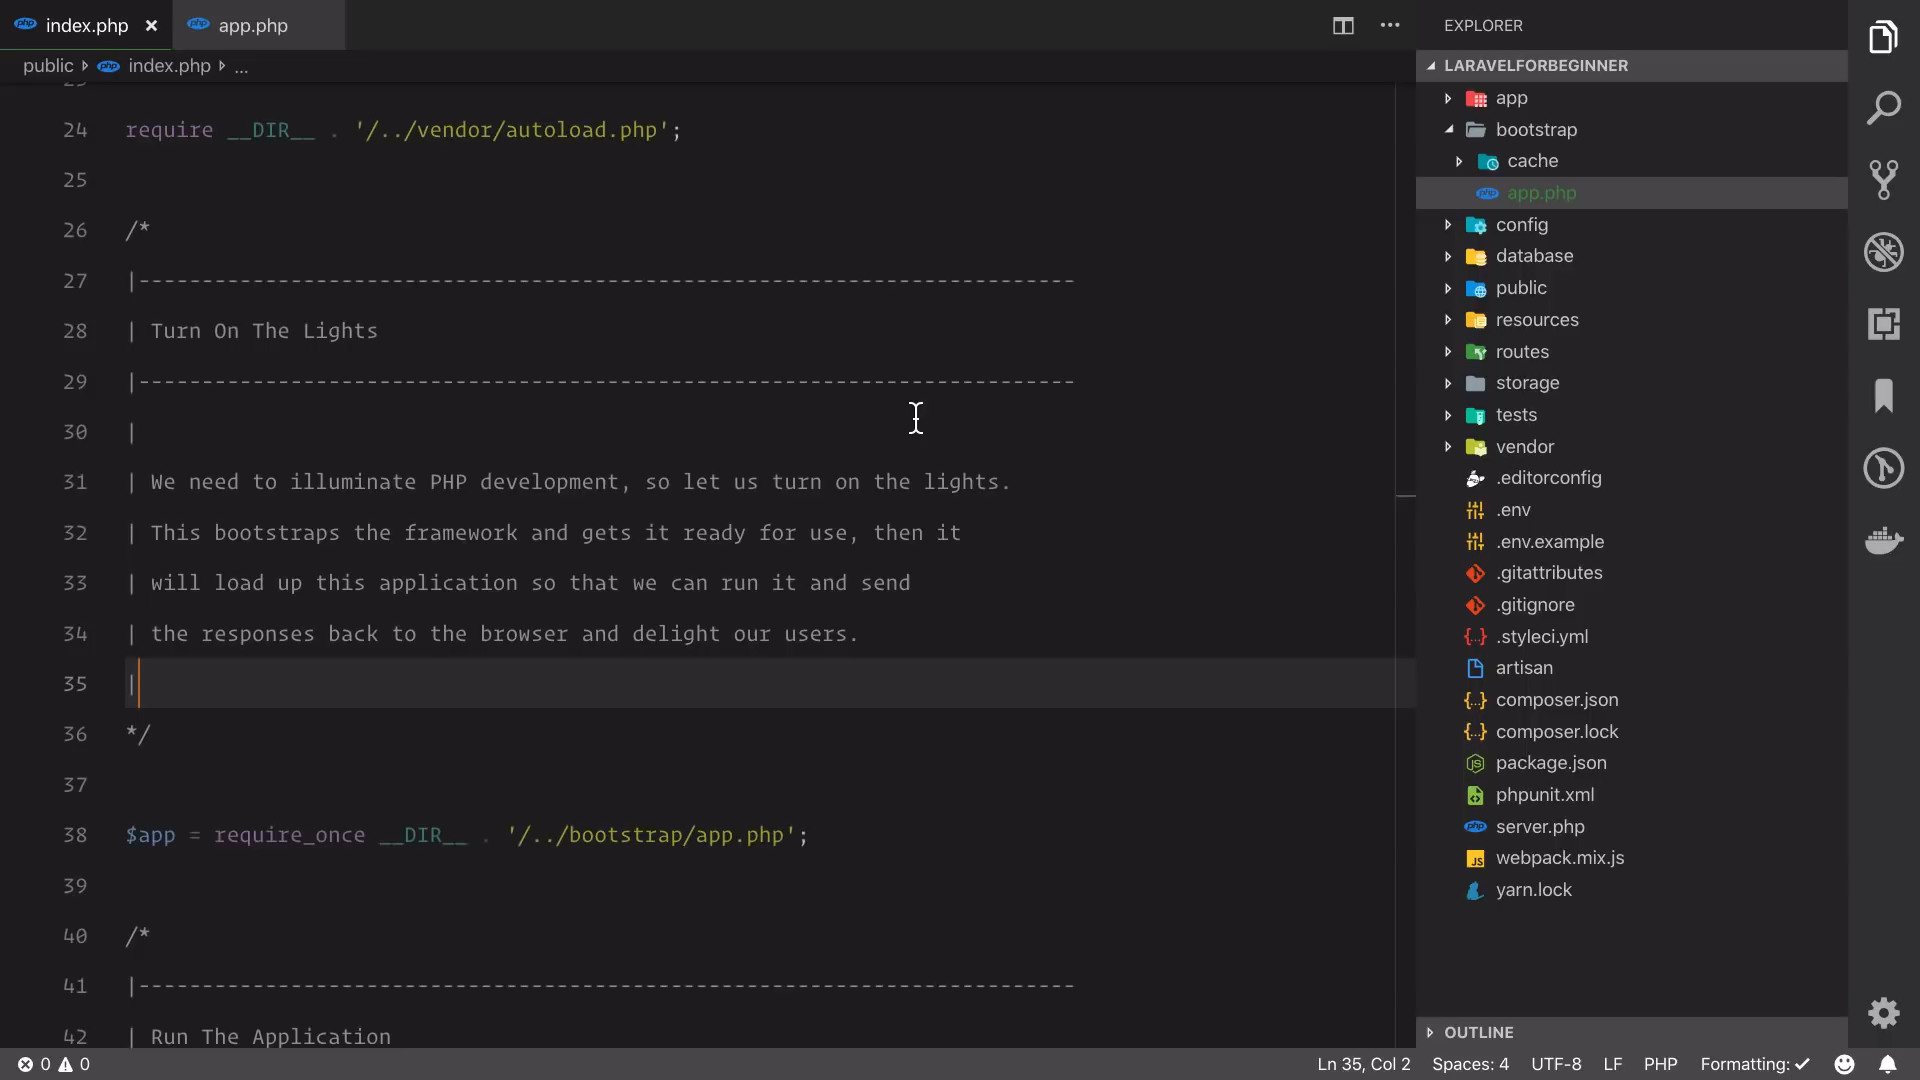 index.php
app.php
EXPLORER
public index.php ...
LARAVELFORBEGINNER
24 require __DIR__ . '/../vendor/autoload.php';
25
26 /*
27 |--------------------------------------------------------------------------
28 | Turn On The Lights
29 |--------------------------------------------------------------------------
30 |
31 | We need to illuminate PHP development, so let us turn on the lights.
32 | This bootstraps the framework and gets it ready for use, then it
33 | will load up this application so that we can run it and send
34 | the responses back to the browser and delight our users.
35 |
36 */
37
38 $app = require_once __DIR__ . '/../bootstrap/app.php';
39
40 /*
41 |--------------------------------------------------------------------------
42 | Run The Application
app
bootstrap
cache
app.php
config
database
public
resources
routes
storage
tests
vendor
.editorconfig
.env
.env.example
.gitattributes
.gitignore
.styleci.yml
artisan
composer.json
composer.lock
package.json
phpunit.xml
server.php
webpack.mix.js
yarn.lock
OUTLINE
0 0
Ln 35, Col 2 Spaces: 4 UTF-8 LF PHP Formatting: ✓